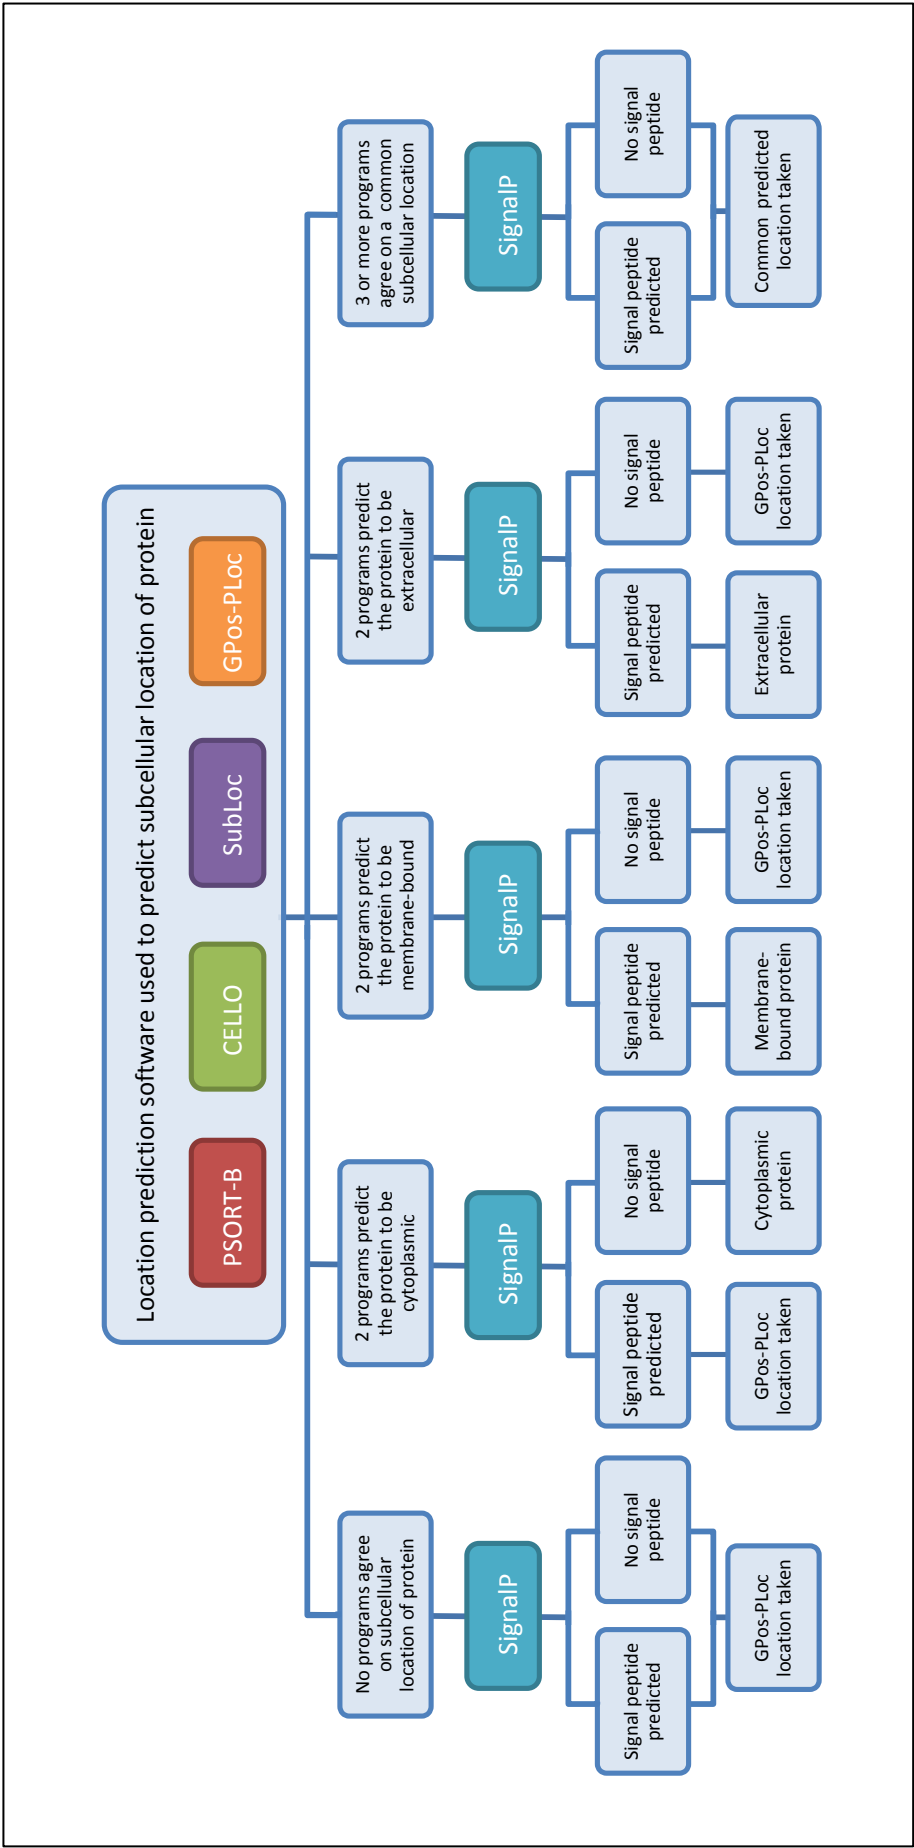 Location prediction software used to predict subcellular location of protein
PSORT-B
CELLO
SubLoc
GPos-PLoc
No programs agree
on subcellular
location of protein
2 programs predict
the protein to be
cytoplasmic
2 programs predict
the protein to be
membrane-bound
2 programs predict
the protein to be
extracellular
3 or more programs
agree on a common
subcellular location
SignalP
SignalP
SignalP
SignalP
SignalP
Signal peptide
predicted
No signal
peptide
Signal peptide
predicted
No signal
peptide
Signal peptide
predicted
No signal
peptide
Signal peptide
predicted
No signal
peptide
Signal peptide
predicted
No signal
peptide
GPos-PLoc
location taken
GPos-PLoc
location taken
Cytoplasmic
protein
Membrane-
bound protein
GPos-PLoc
location taken
Extracellular
protein
GPos-PLoc
location taken
Common predicted
location taken